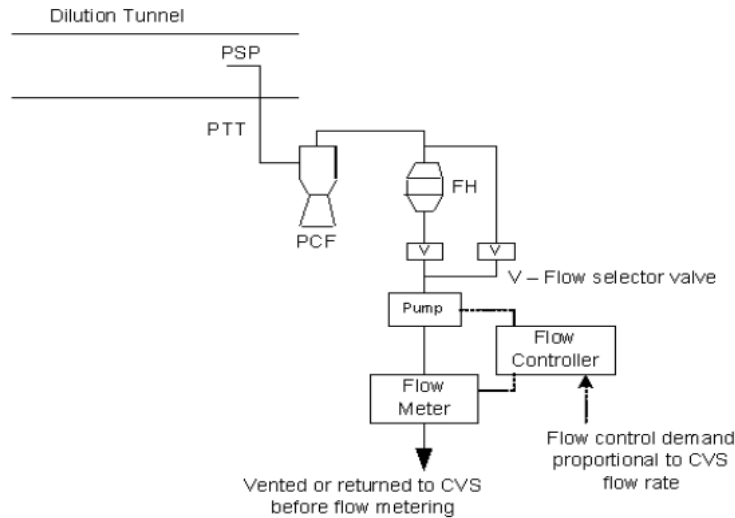 Dilution Tunnel
PSP
PTT
PCF
FH
V
V
V – Flow selector valve
Pump
Flow
Controller
Flow
Meter
Flow control demand
proportional to CVS
flow rate
Vented or returned to CVS
before flow metering